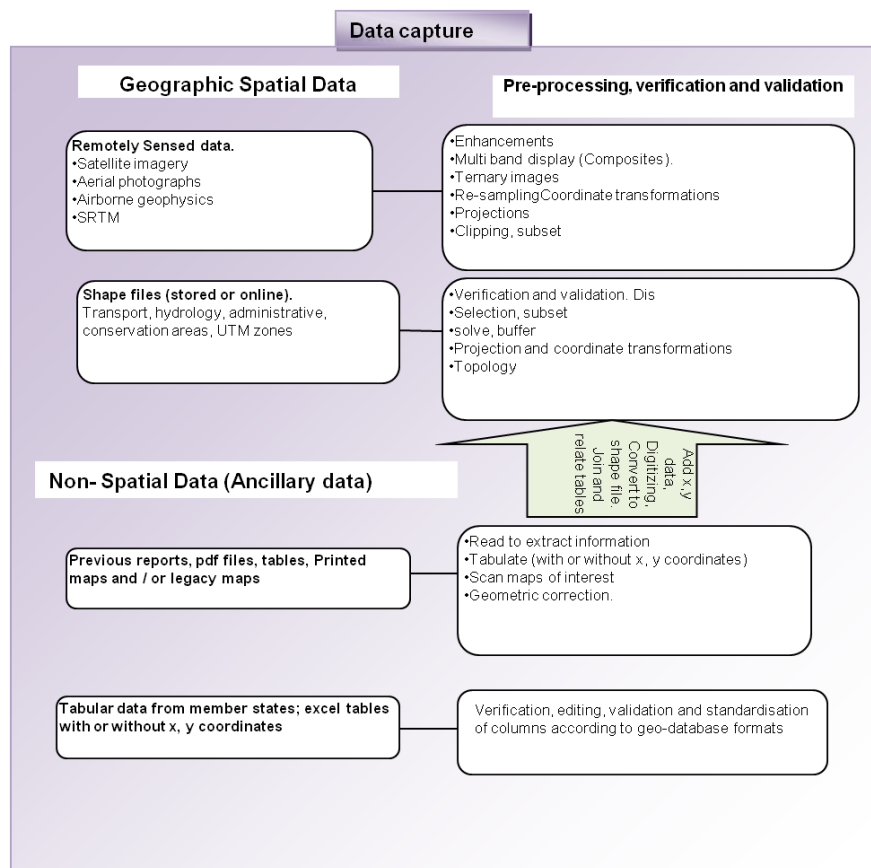 Data capture
Geographic Spatial Data
Pre-processing, verification and validation
Remotely Sensed data.
•Satellite imagery
•Aerial photographs
•Airborne geophysics
•SRTM
•Enhancements
•Multi band display (Composites).
•Ternary images
•Re-samplingCoordinate transformations
•Projections
•Clipping, subset
Shape files (stored or online).
Transport, hydrology, administrative,
conservation areas, UTM zones
•Verification and validation. Dis
•Selection, subset
•solve, buffer
•Projection and coordinate transformations
•Topology
Add x,y
data,
Digitizing,
Convert to
shape file.
Join and
relate tables
Non- Spatial Data (Ancillary data)
Previous reports, pdf files, tables, Printed
maps and / or legacy maps
•Read to extract information
•Tabulate (with or without x, y coordinates)
•Scan maps of interest
•Geometric correction.
Tabular data from member states; excel tables
with or without x, y coordinates
Verification, editing, validation and standardisation
of columns according to geo-database formats